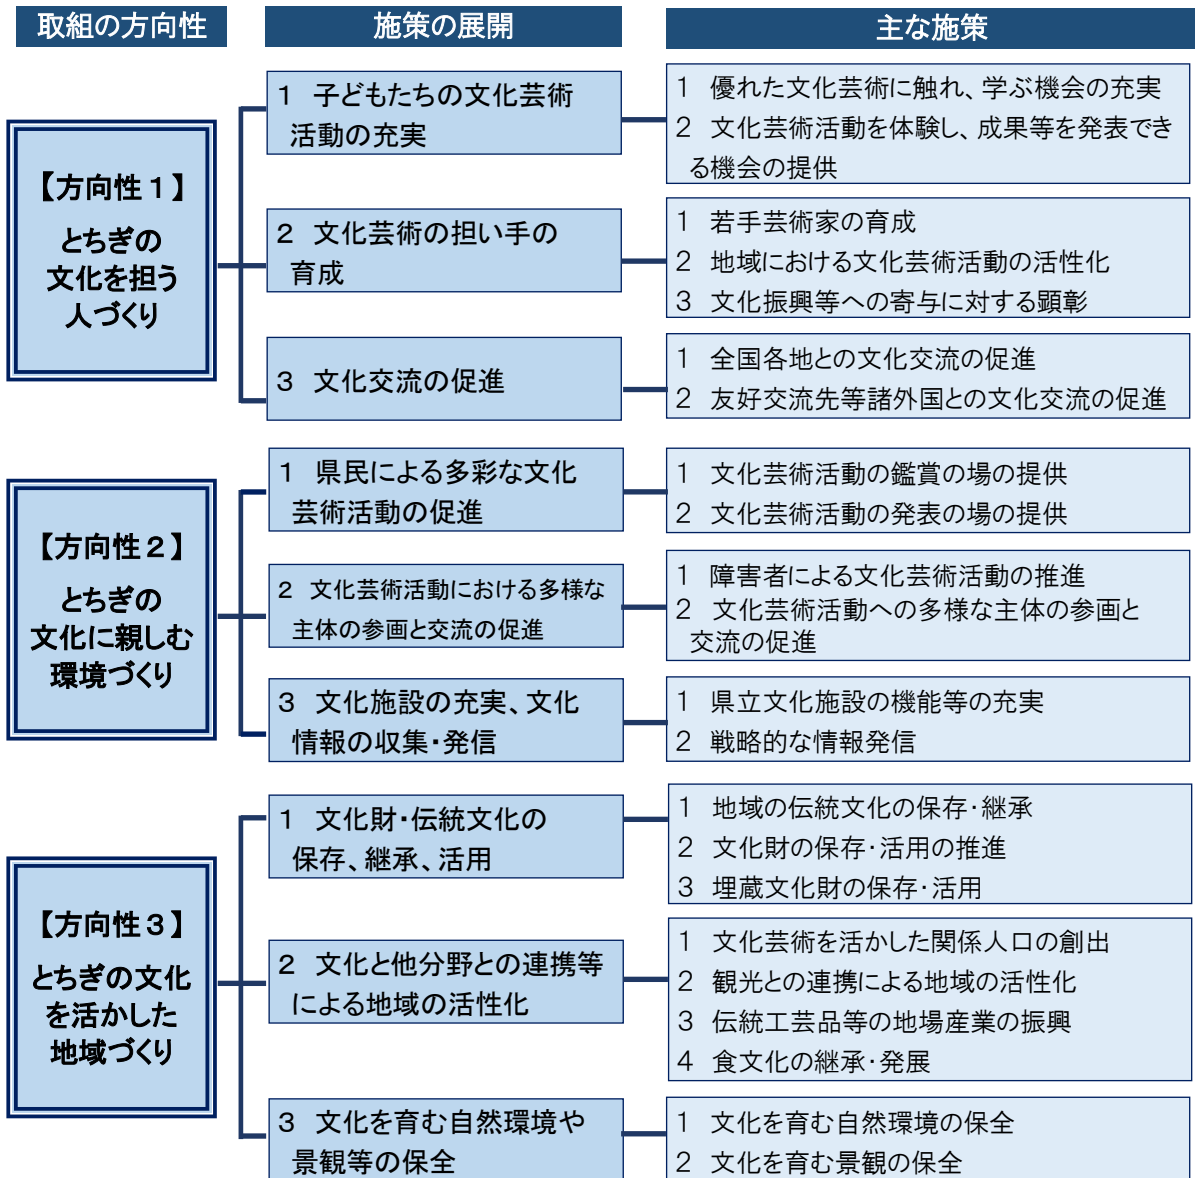 取組の方向性
施策の展開
主な施策
【方向性１】
とちぎの
文化を担う
人づくり
1　子どもたちの文化芸術
活動の充実
1　優れた文化芸術に触れ、学ぶ機会の充実
2　文化芸術活動を体験し、成果等を発表でき
る機会の提供
2　文化芸術の担い手の
育成
1　若手芸術家の育成
2　地域における文化芸術活動の活性化
3　文化振興等への寄与に対する顕彰
3　文化交流の促進
1　全国各地との文化交流の促進
2　友好交流先等諸外国との文化交流の促進
【方向性２】
とちぎの
文化に親しむ
環境づくり
1　県民による多彩な文化
芸術活動の促進
1　文化芸術活動の鑑賞の場の提供
2　文化芸術活動の発表の場の提供
2　文化芸術活動における多様な
主体の参画と交流の促進
1　障害者による文化芸術活動の推進
2　文化芸術活動への多様な主体の参画と
交流の促進
3　文化施設の充実、文化
情報の収集・発信
1　県立文化施設の機能等の充実
2　戦略的な情報発信
【方向性３】
とちぎの文化
を活かした
地域づくり
1　文化財・伝統文化の
保存、継承、活用
1　地域の伝統文化の保存・継承
2　文化財の保存・活用の推進
3　埋蔵文化財の保存・活用
2　文化と他分野との連携等
による地域の活性化
1　文化芸術を活かした関係人口の創出
2　観光との連携による地域の活性化
3　伝統工芸品等の地場産業の振興
4　食文化の継承・発展
3　文化を育む自然環境や
景観等の保全
1　文化を育む自然環境の保全
2　文化を育む景観の保全